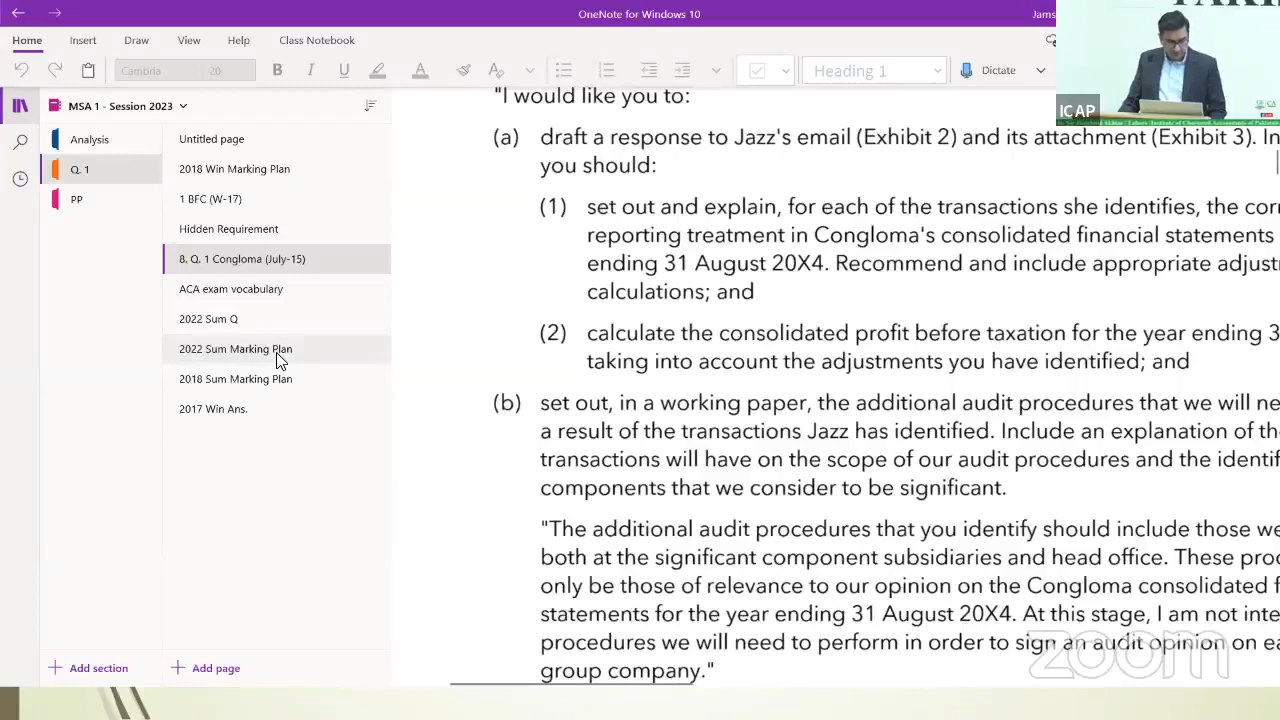 OneNote for Windows 10
Jams
Home
Insert
Draw
View
Help
Class Notebook
Cambria
20
B
I
U
A
Heading 1
Dictate
MSA 1 - Session 2023
Analysis
Q. 1
PP
Untitled page
2018 Win Marking Plan
1 BFC (W-17)
Hidden Requirement
8. Q. 1 Congloma (July-15)
ACA exam vocabulary
2022 Sum Q
2022 Sum Marking Plan
2018 Sum Marking Plan
2017 Win Ans.
Add section
Add page
"I would like you to:
(a) draft a response to Jazz's email (Exhibit 2) and its attachment (Exhibit 3). In
you should:
(1) set out and explain, for each of the transactions she identifies, the corr
reporting treatment in Congloma's consolidated financial statements
ending 31 August 20X4. Recommend and include appropriate adjust
calculations; and
(2) calculate the consolidated profit before taxation for the year ending 3
taking into account the adjustments you have identified; and
(b) set out, in a working paper, the additional audit procedures that we will ne
a result of the transactions Jazz has identified. Include an explanation of the
transactions will have on the scope of our audit procedures and the identif
components that we consider to be significant.
"The additional audit procedures that you identify should include those we
both at the significant component subsidiaries and head office. These proc
only be those of relevance to our opinion on the Congloma consolidated f
statements for the year ending 31 August 20X4. At this stage, I am not inte
procedures we will need to perform in order to sign an audit opinion on ea
group company."
ICAP
CA
zoom